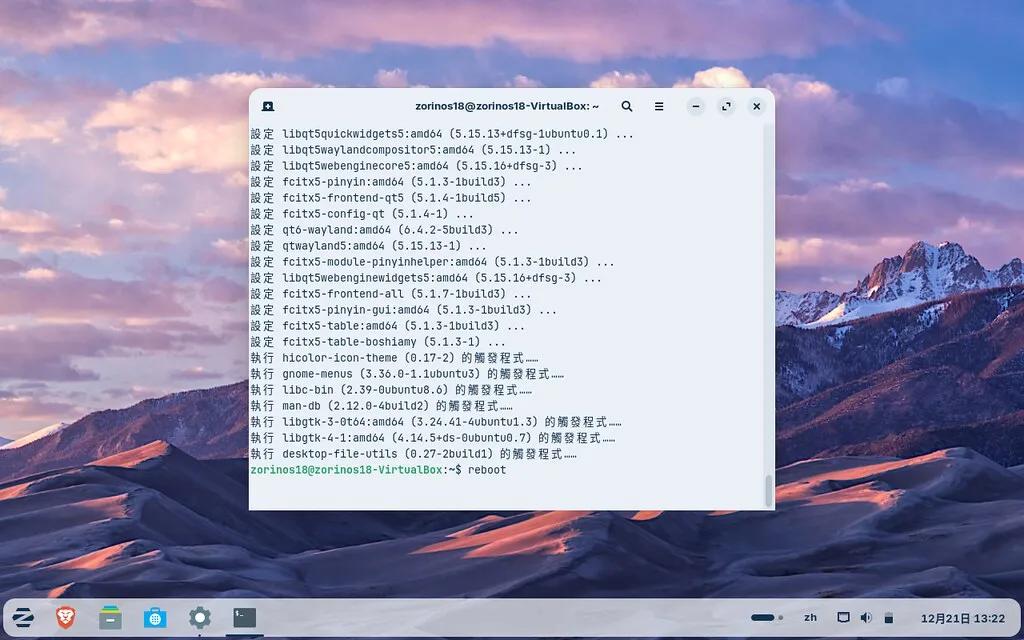 zorinos18@zorinos18-VirtualBox: ~
設定 libqt5quickwidgets5:amd64 (5.15.13+dfsg-1ubuntu0.1) ...
設定 libqt5waylandcompositor5:amd64 (5.15.13-1) ...
設定 libqt5webenginecore5:amd64 (5.15.16+dfsg-3) ...
設定 fcitx5-pinyin:amd64 (5.1.3-1build3) ...
設定 fcitx5-frontend-qt5 (5.1.4-1build5) ...
設定 fcitx5-config-qt (5.1.4-1) ...
設定 qt6-wayland:amd64 (6.4.2-5build3) ...
設定 qtwayland5:amd64 (5.15.13-1) ...
設定 fcitx5-module-pinyinhelper:amd64 (5.1.3-1build3) ...
設定 libqt5webenginewidgets5:amd64 (5.15.16+dfsg-3) ...
設定 fcitx5-frontend-all (5.1.7-1build3) ...
設定 fcitx5-pinyin-gui:amd64 (5.1.3-1build3) ...
設定 fcitx5-table:amd64 (5.1.3-1build3) ...
設定 fcitx5-table-boshiamy (5.1.3-1) ...
執行 hicolor-icon-theme (0.17-2) 的觸發程式……
執行 gnome-menus (3.36.0-1.1ubuntu3) 的觸發程式……
執行 libc-bin (2.39-0ubuntu8.6) 的觸發程式……
執行 man-db (2.12.0-4build2) 的觸發程式……
執行 libgtk-3-0t64:amd64 (3.24.41-4ubuntu1.3) 的觸發程式……
執行 libgtk-4-1:amd64 (4.14.5+ds-0ubuntu0.7) 的觸發程式……
執行 desktop-file-utils (0.27-2build1) 的觸發程式……
zorinos18@zorinos18-VirtualBox:~$ reboot
zh 12月21日 13:22